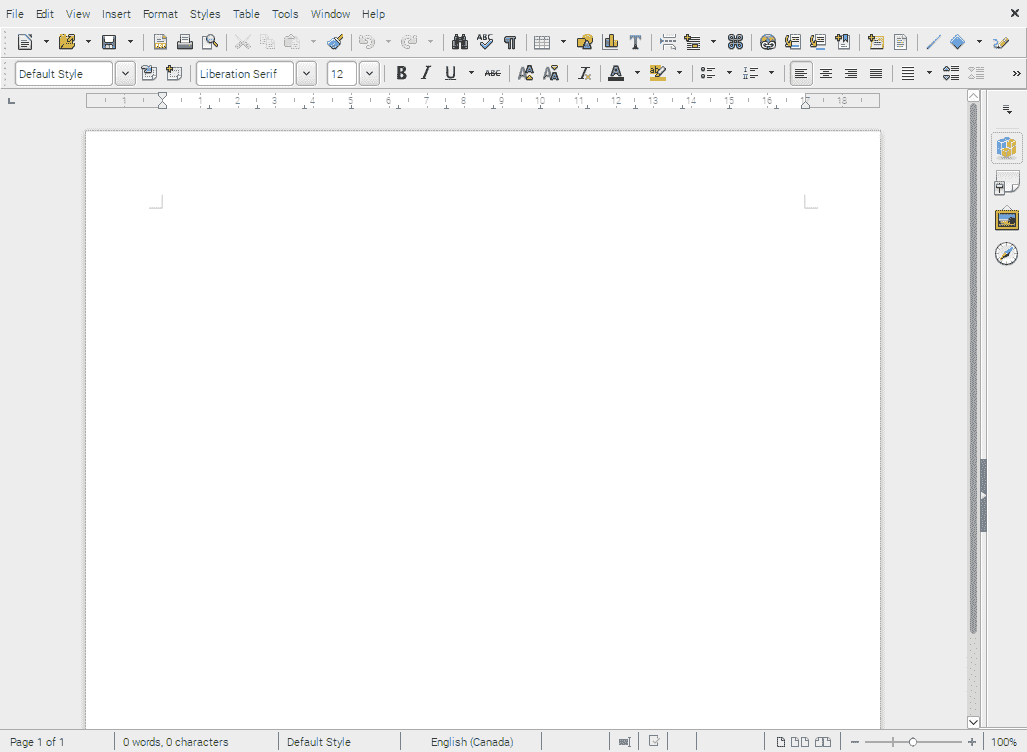 File Edit View Insert Format Styles Table Tools Window Help
Default Style Liberation Serif 12 B I U ABC
1 1 2 3 4 5 6 7 8 9 10 11 12 13 14 15 16 17 18
Page 1 of 1 0 words, 0 characters Default Style English (Canada) 100%